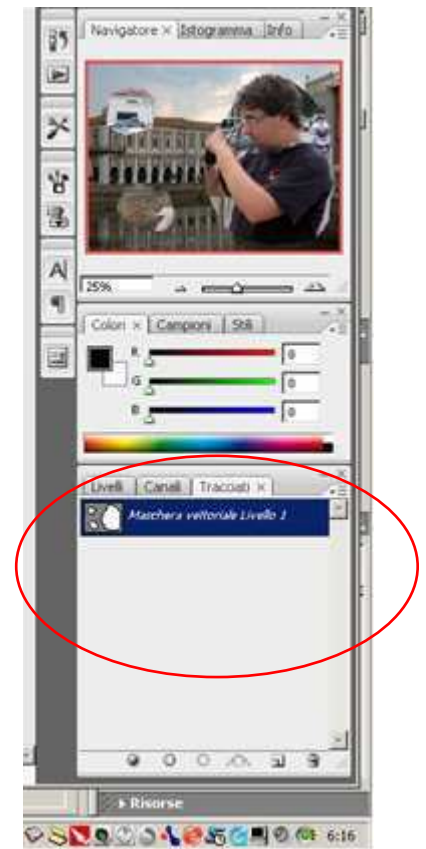 Navigatore × Istogramma Info
25%
Colori × Campioni Stili
R 0
G 0
B 0
Livelli Canali Tracciati ×
Maschera vettoriale Livello 1
Risorse
6:16